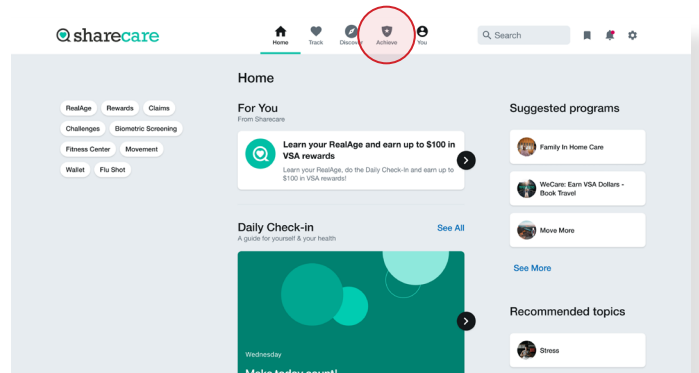 sharecare
Home
Track
Discover
Achieve
You
Search
Home
RealAge
Rewards
Claims
Challenges
Biometric Screening
Fitness Center
Movement
Wallet
Flu Shot
For You
From Sharecare
Learn your RealAge and earn up to $100 in
VSA rewards
Learn your RealAge, do the Daily Check-In and earn up to
$100 in VSA rewards!
Daily Check-in
See All
A guide for yourself & your health
Wednesday
Make today count!
Suggested programs
Family In Home Care
WeCare: Earn VSA Dollars -
Book Travel
Move More
See More
Recommended topics
Stress